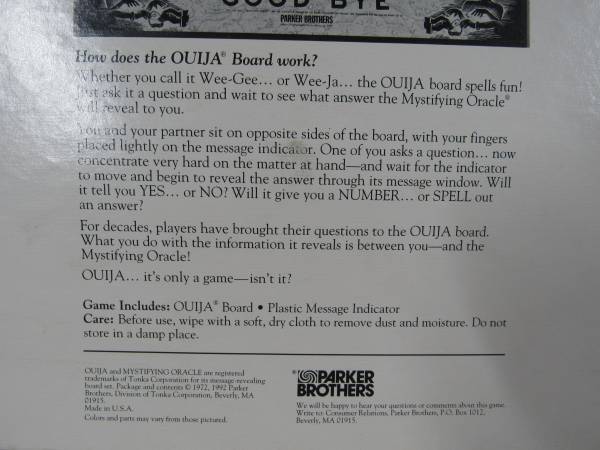 GOOD BYE
PARKER BROTHERS
How does the OUIJA® Board work?
Whether you call it Wee-Gee... or Wee-Ja... the OUIJA board spells fun!
Just ask it a question and wait to see what answer the Mystifying Oracle®
will reveal to you.
You and your partner sit on opposite sides of the board, with your fingers
placed lightly on the message indicator. One of you asks a question... now
concentrate very hard on the matter at hand—and wait for the indicator
to move and begin to reveal the answer through its message window. Will
it tell you YES... or NO? Will it give you a NUMBER... or SPELL out
an answer?
For decades, players have brought their questions to the OUIJA board.
What you do with the information it reveals is between you—and the
Mystifying Oracle!
OUIJA... it's only a game—isn't it?
Game Includes: OUIJA® Board • Plastic Message Indicator
Care: Before use, wipe with a soft, dry cloth to remove dust and moisture. Do not
store in a damp place.
OUIJA and MYSTIFYING ORACLE are registered
trademarks of Tonka Corporation for its message-revealing
board set. Package and contents © 1972, 1992 Parker
Brothers, Division of Tonka Corporation, Beverly, MA
01915.
Made in U.S.A.
Colors and parts may vary from those pictured.
PARKER
BROTHERS
We will be happy to hear your questions or comments about this game.
Write to: Consumer Relations, Parker Brothers, P.O. Box 1012,
Beverly, MA 01915.